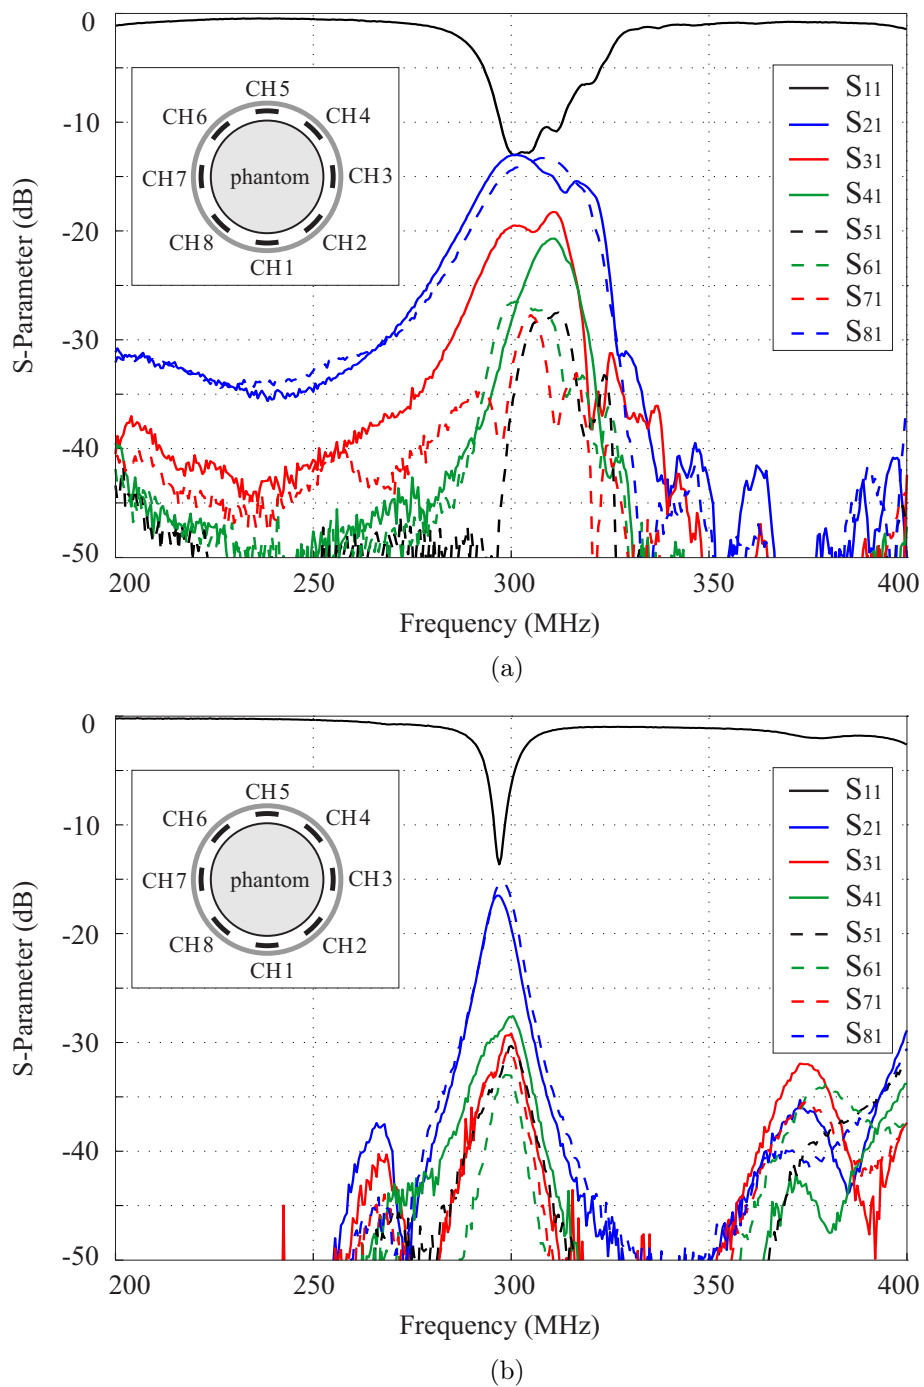 0
-10
-20
-30
-40
-50
S-Parameter (dB)
CH5
CH6
CH4
CH7
phantom
CH3
CH8
CH2
CH1
S11
S21
S31
S41
S51
S61
S71
S81
200
250
300
350
400
Frequency (MHz)
(a)
0
-10
-20
-30
-40
-50
S-Parameter (dB)
CH5
CH6
CH4
CH7
phantom
CH3
CH8
CH2
CH1
S11
S21
S31
S41
S51
S61
S71
S81
200
250
300
350
400
Frequency (MHz)
(b)